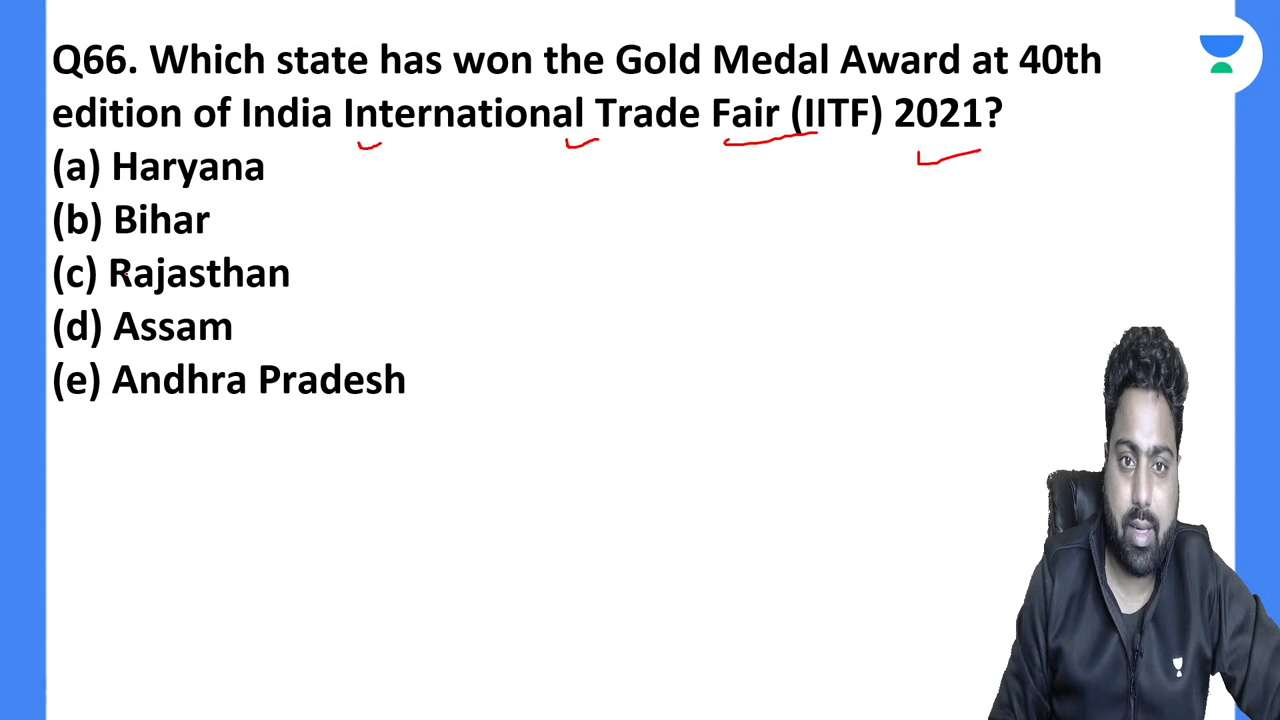 Q66. Which state has won the Gold Medal Award at 40th
edition of India International Trade Fair (IITF) 2021?
(a) Haryana
(b) Bihar
(c) Rajasthan
(d) Assam
(e) Andhra Pradesh